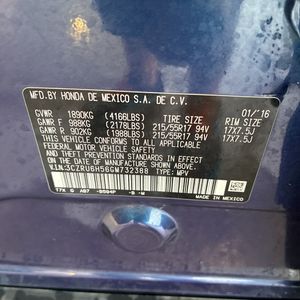 MFD.BY HONDA DE MEXICO S.A. DE C.V.
01/'16
GVWR 1890KG (4166LBS) TIRE SIZE RIM SIZE
GAWR F 988KG (2178LBS) 215/55R17 94V 17X7.5J
GAWR R 902KG (1988LBS) 215/55R17 94V 17X7.5J
THIS VEHICLE CONFORMS TO ALL APPLICABLE
FEDERAL MOTOR VEHICLE SAFETY AND THEFT
PREVENTION STANDARDS IN EFFECT ON THE DATE
OF MANUFACTURE SHOWN ABOVE.
V.I.N:3CZRU6H56GM732388 TYPE: MPV
MADE IN MEXICO